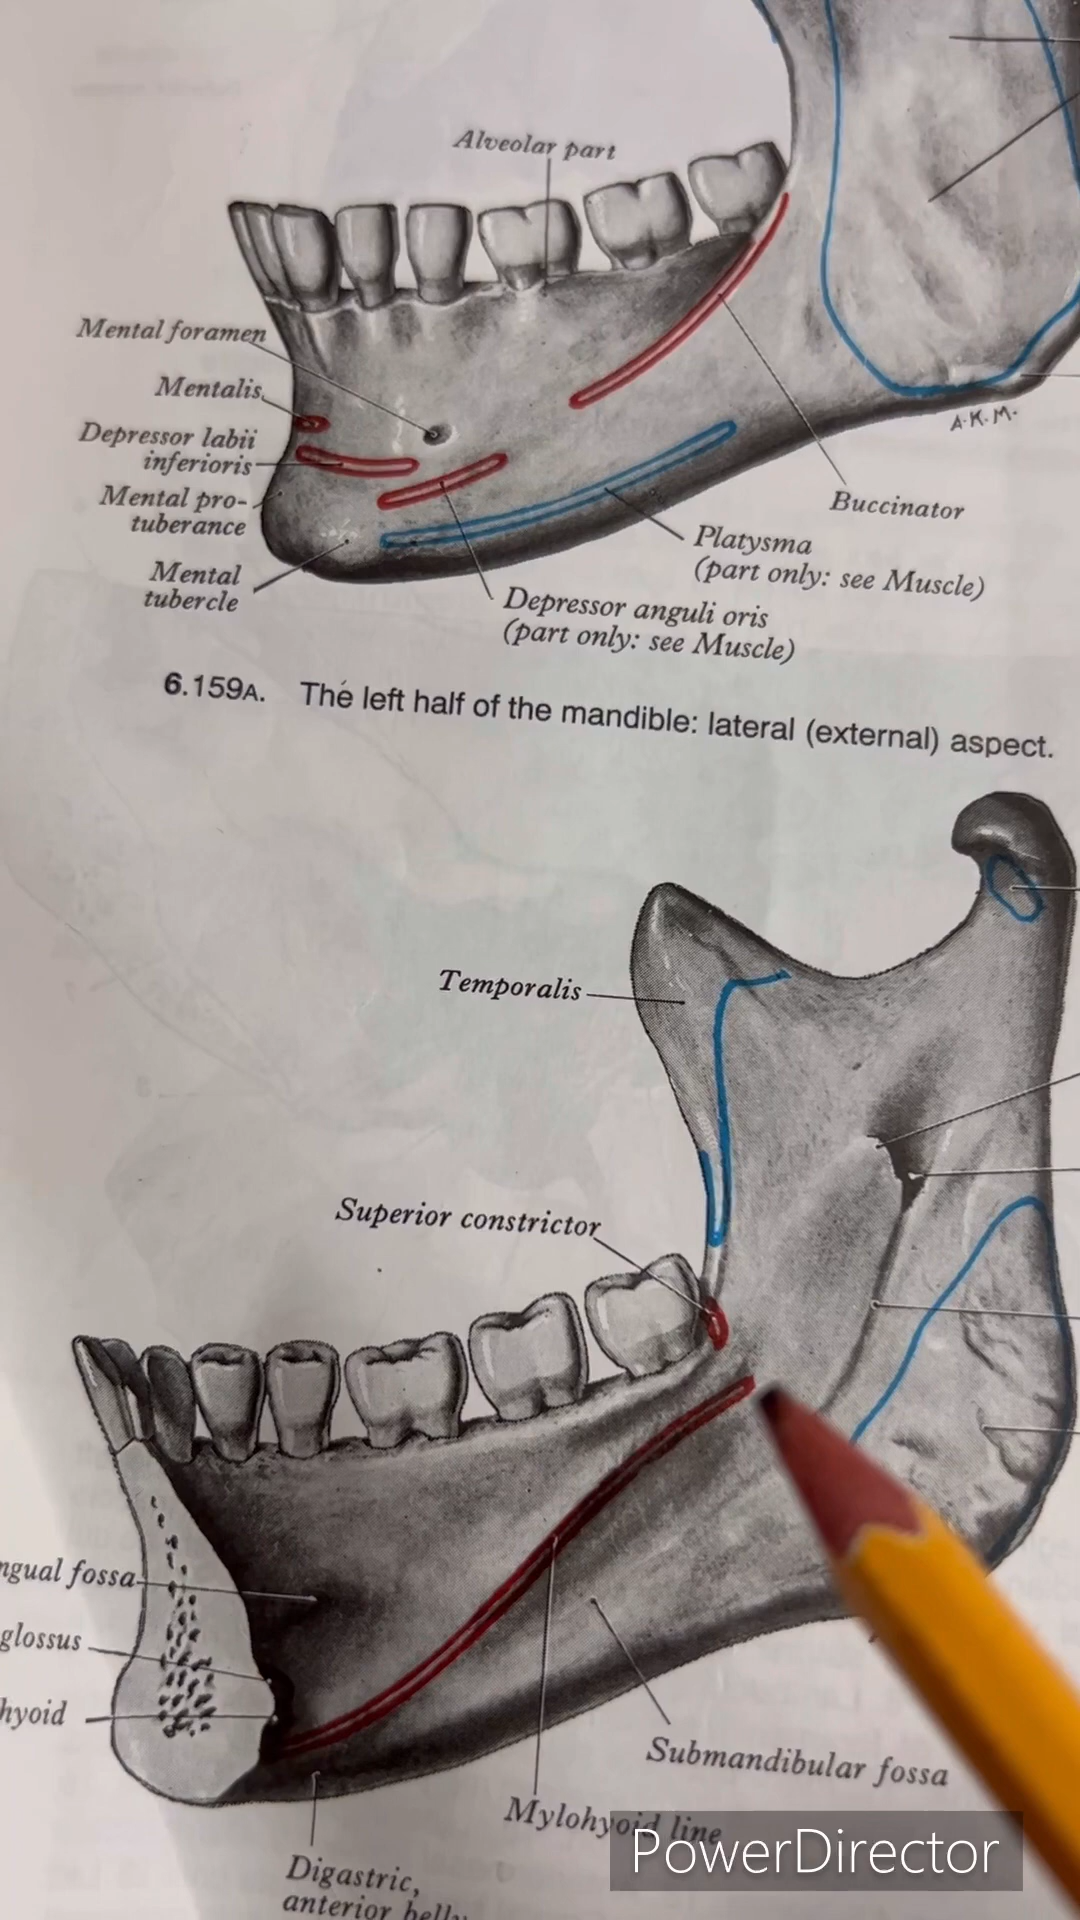 Alveolar part
Mental foramen
Mentalis
Depressor labii
inferioris
Mental pro-
tuberance
Mental
tubercle
A.K.M.
Buccinator
Platysma
(part only: see Muscle)
Depressor anguli oris
(part only: see Muscle)
6.159A. The left half of the mandible: lateral (external) aspect.
Temporalis
Superior constrictor
ngual fossa
glossus
hyoid
Submandibular fossa
Mylohyoid line
PowerDirector
Digastric,
anterior belly